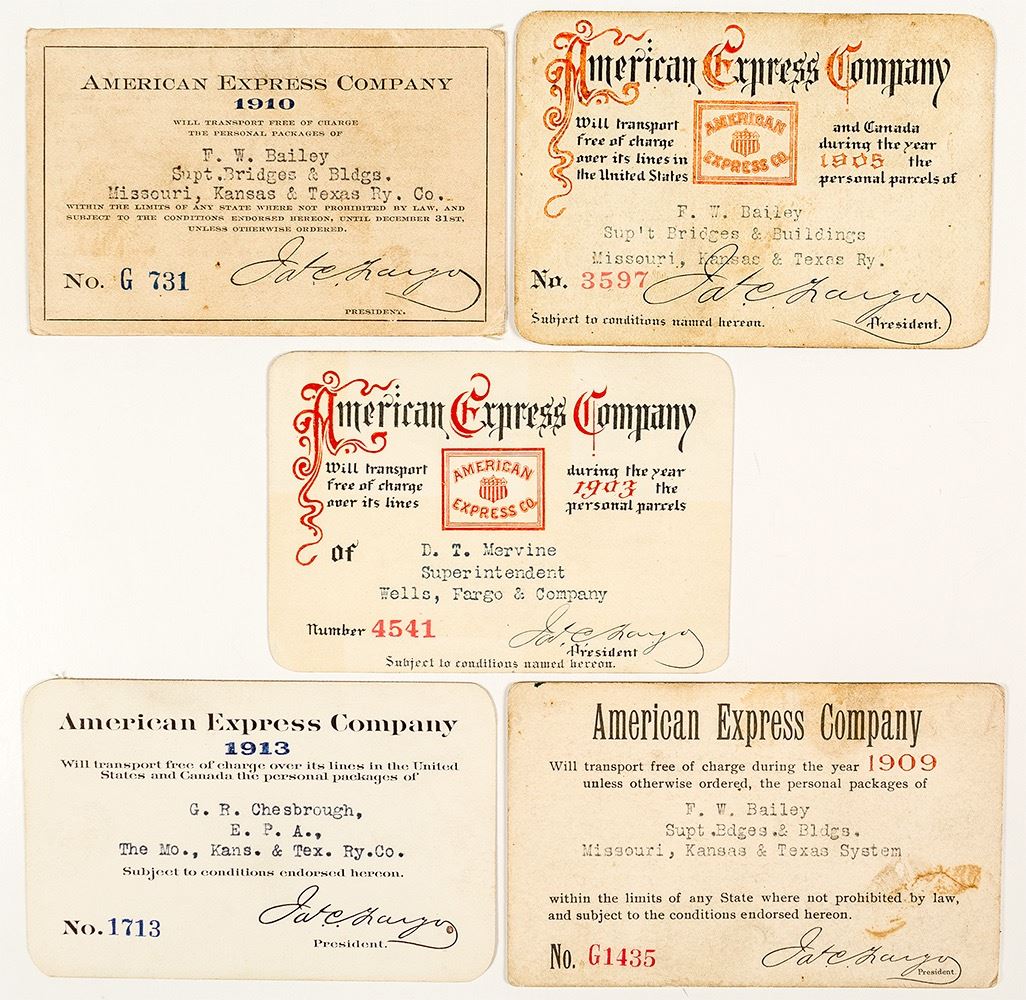 AMERICAN EXPRESS COMPANY
1910
WILL TRANSPORT FREE OF CHARGE
THE PERSONAL PACKAGES OF
F. W. Bailey
Supt.Bridges & Bldgs.
Missouri, Kansas & Texas Ry. Co.
WITHIN THE LIMITS OF ANY STATE WHERE NOT PROHIBITED BY LAW, AND
SUBJECT TO THE CONDITIONS ENDORSED HEREON, UNTIL DECEMBER 31ST,
UNLESS OTHERWISE ORDERED.
No. G 731 Jas C. Fargo
PRESIDENT.
American Express Company
Will transport
free of charge
over its lines in
the United States
AMERICAN
EXPRESS CO.
and Canada
during the year
1905 the
personal parcels of
F. W. Bailey
Sup't Bridges & Buildings
Missouri, Kansas & Texas Ry.
No. 3597 Jas C. Fargo
Subject to conditions named hereon. President.
American Express Company
Will transport
free of charge
over its lines
AMERICAN
EXPRESS CO.
during the year
1903 the
personal parcels
of D. T. Mervine
Superintendent
Wells, Fargo & Company
Number 4541 Jas C. Fargo
President
Subject to conditions named hereon.
American Express Company
1913
Will transport free of charge over its lines in the United
States and Canada the personal packages of
G. R. Chesbrough,
E. P. A.,
The Mo., Kans. & Tex. Ry.Co.
Subject to conditions endorsed hereon.
No. 1713 Jas C. Fargo
President.
American Express Company
Will transport free of charge during the year 1909
unless otherwise ordered, the personal packages of
F. W. Bailey
Supt.Bdges.& Bldgs.
Missouri, Kansas & Texas System
within the limits of any State where not prohibited by law,
and subject to the conditions endorsed hereon.
No. G1435 Jas C. Fargo
President.